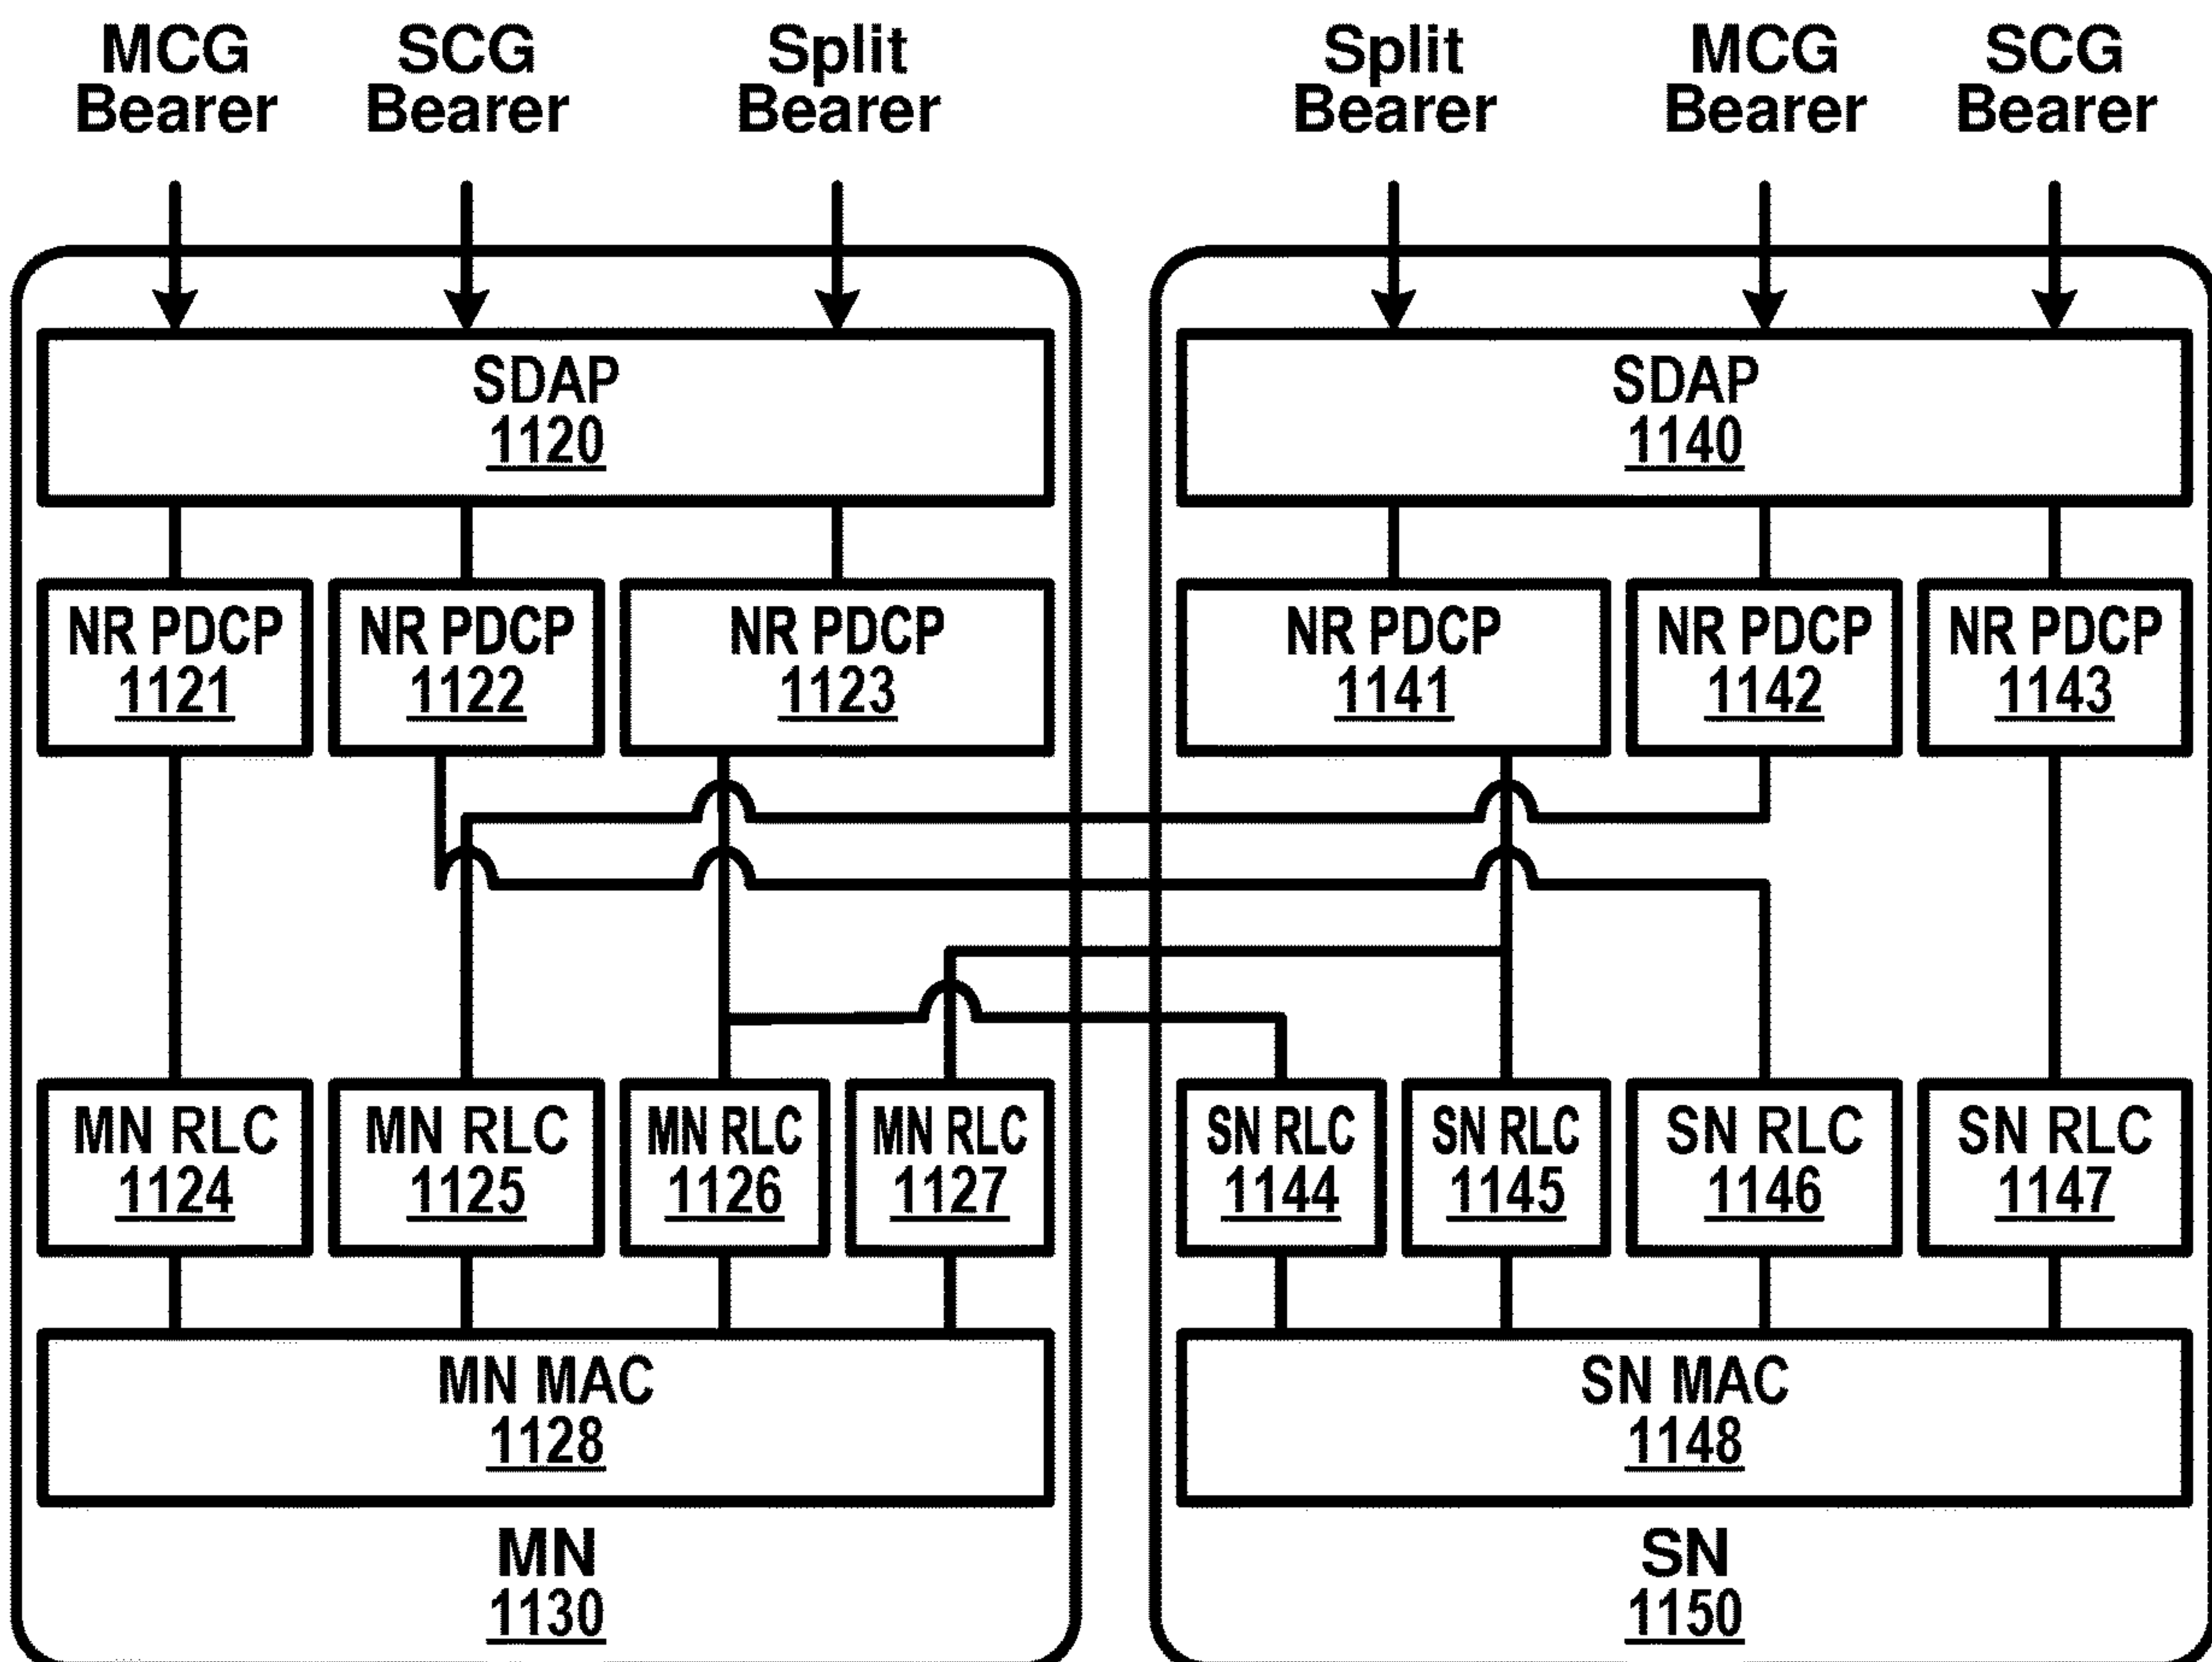 MCG
Bearer
SCG
Bearer
Split
Bearer
Split
Bearer
MCG
Bearer
SCG
Bearer
SDAP
1120
SDAP
1140
NR PDCP
1121
NR PDCP
1122
NR PDCP
1123
NR PDCP
1141
NR PDCP
1142
NR PDCP
1143
MN RLC
1124
MN RLC
1125
MN RLC
1126
MN RLC
1127
SN RLC
1144
SN RLC
1145
SN RLC
1146
SN RLC
1147
MN MAC
1128
SN MAC
1148
MN
1130
SN
1150